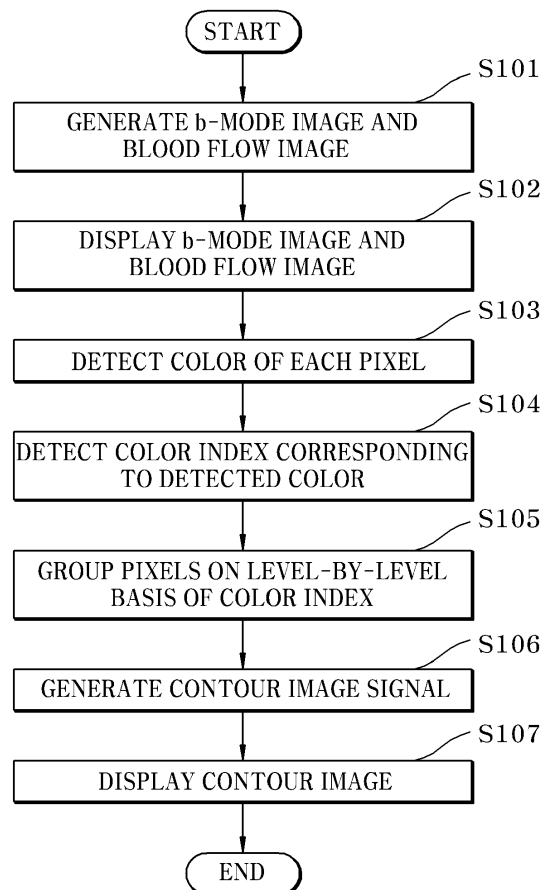 START
S101
GENERATE b-MODE IMAGE AND
BLOOD FLOW IMAGE
S102
DISPLAY b-MODE IMAGE AND
BLOOD FLOW IMAGE
S103
DETECT COLOR OF EACH PIXEL
S104
DETECT COLOR INDEX CORRESPONDING
TO DETECTED COLOR
S105
GROUP PIXELS ON LEVEL-BY-LEVEL
BASIS OF COLOR INDEX
S106
GENERATE CONTOUR IMAGE SIGNAL
S107
DISPLAY CONTOUR IMAGE
END